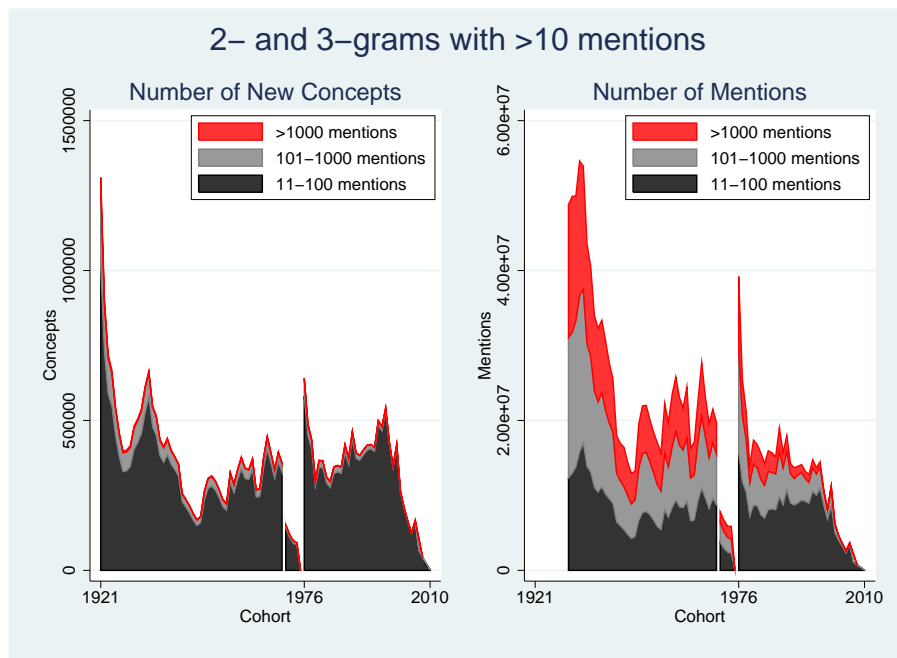 2− and 3−grams with >10 mentions
Number of New Concepts
1500000
1000000
500000
0
Concepts
>1000 mentions
101−1000 mentions
11−100 mentions
1921
1976
2010
Cohort
Number of Mentions
6.00e+07
4.00e+07
2.00e+07
0
Mentions
>1000 mentions
101−1000 mentions
11−100 mentions
1921
1976
2010
Cohort